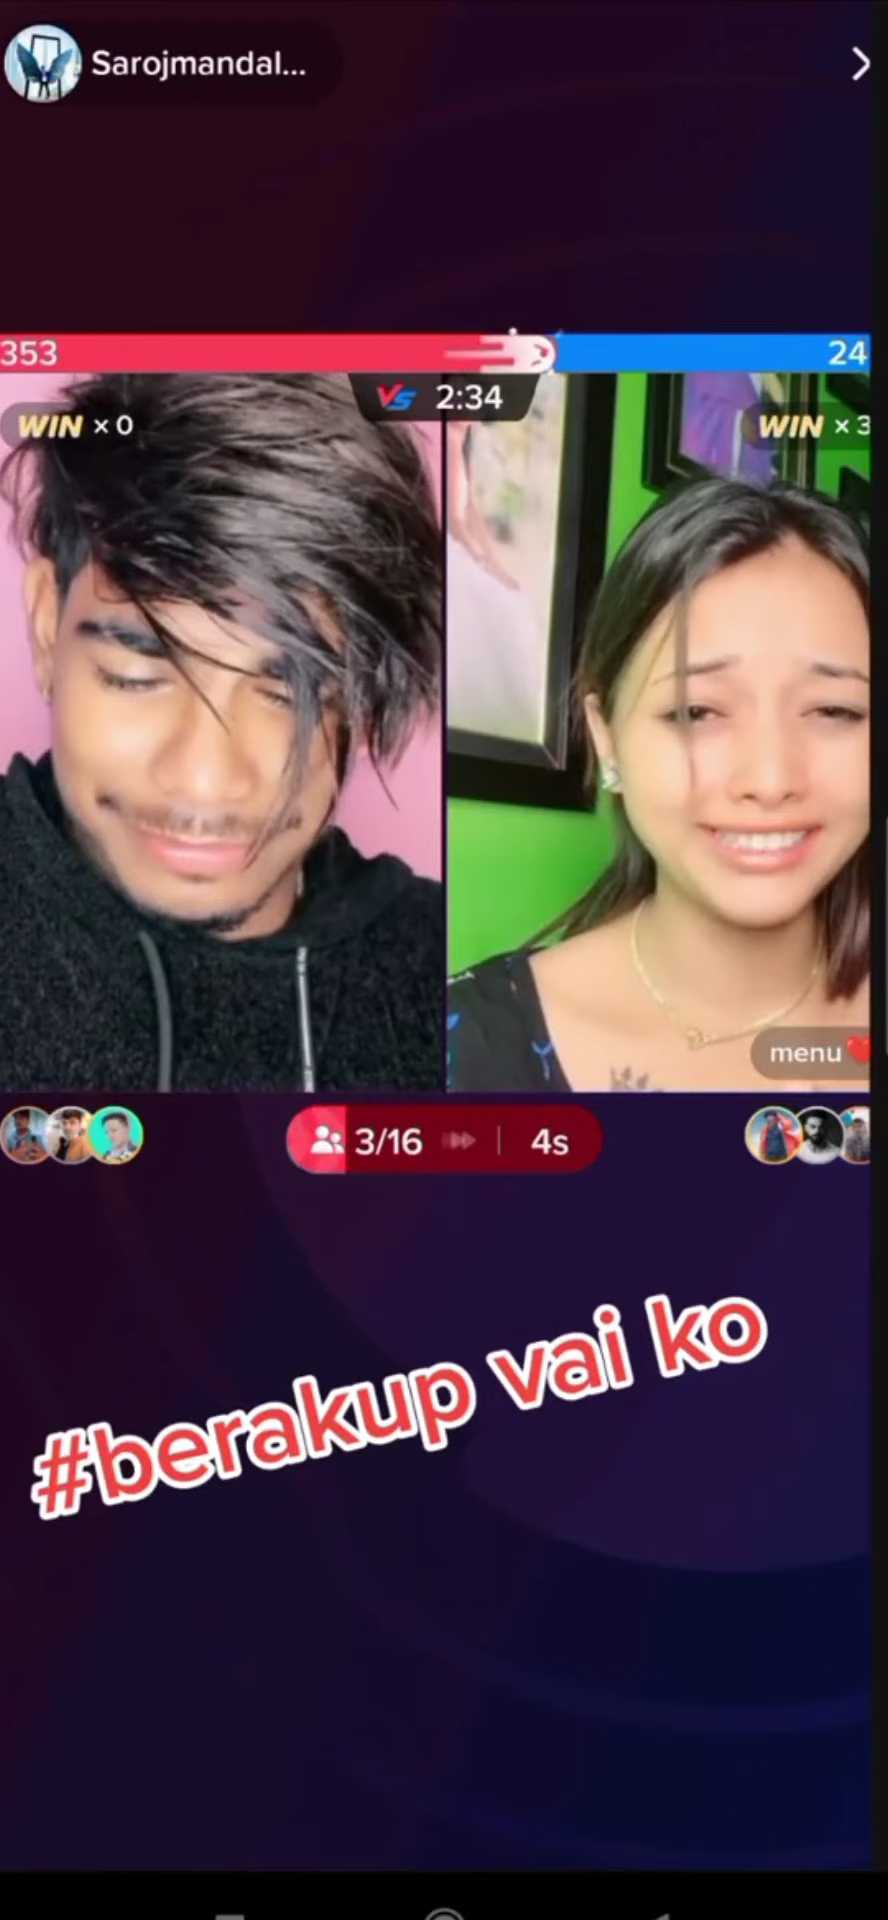 Sarojmandal...
353
24
VS 2:34
WIN × 0
WIN × 3
menu ❤️
3/16 | 4s
#berakup vai ko